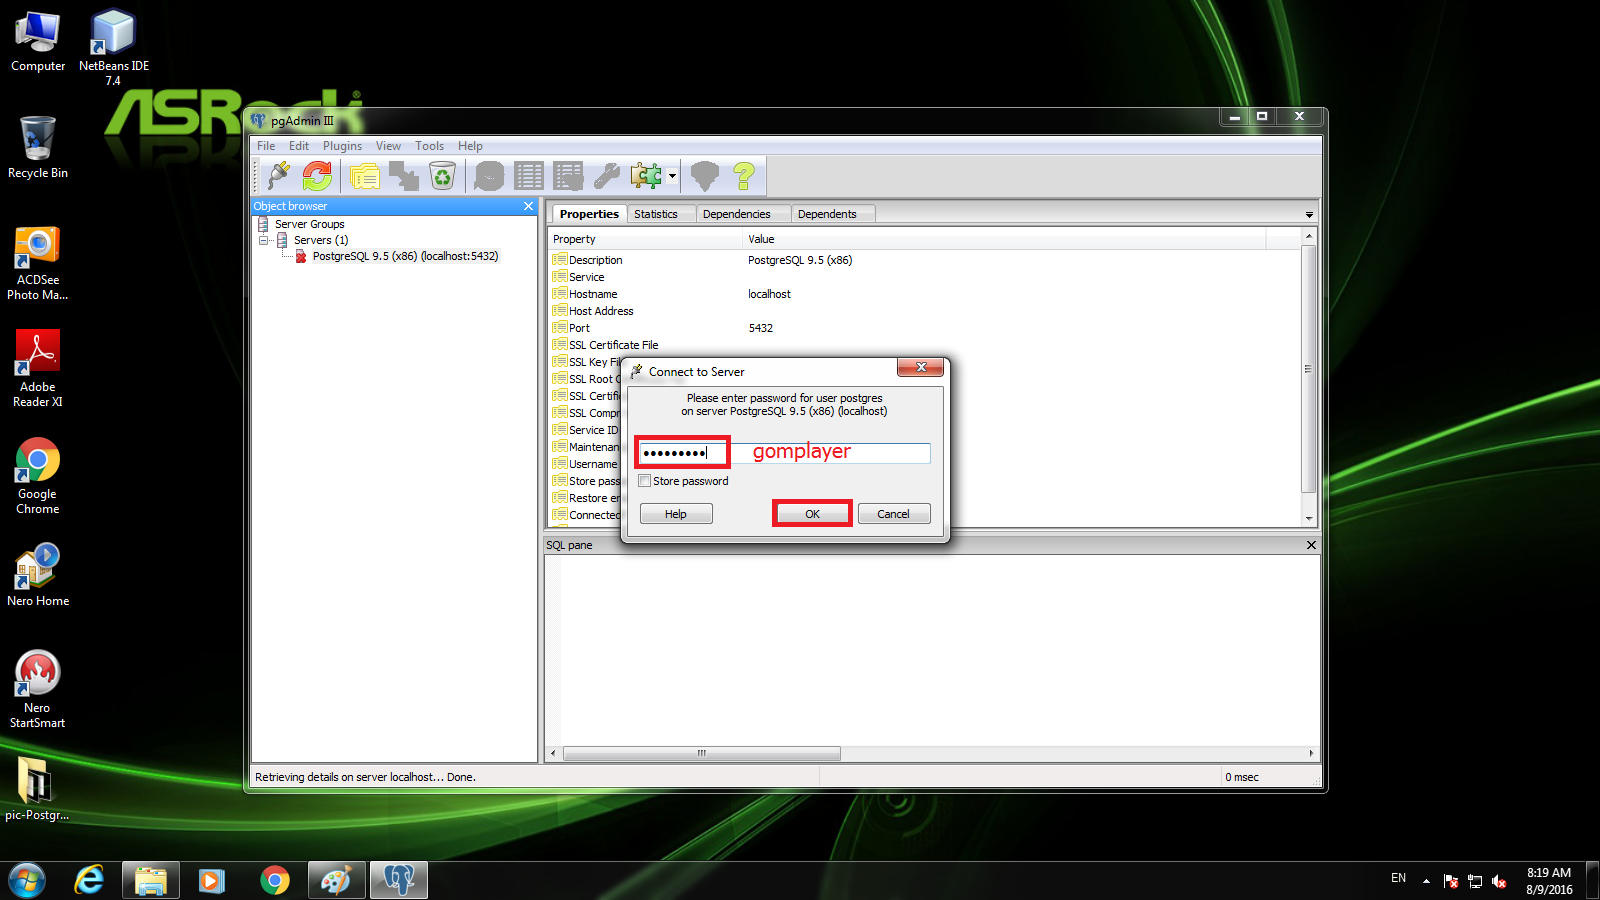 Computer
NetBeans IDE
7.4
ASRock
Recycle Bin
ACDSee
Photo Ma...
Adobe
Reader XI
Google
Chrome
Nero Home
Nero
StartSmart
pic-Postgr...
pgAdmin III
File Edit Plugins View Tools Help
Object browser
Server Groups
Servers (1)
PostgreSQL 9.5 (x86) (localhost:5432)
Properties Statistics Dependencies Dependents
Property Value
Description PostgreSQL 9.5 (x86)
Service
Hostname localhost
Host Address
Port 5432
SSL Certificate File
SSL Key Fil
SSL Root C
SSL Certifi
SSL Compr
Service ID
Maintenan
Username
Store pass
Restore en
Connected
Connect to Server
Please enter password for user postgres
on server PostgreSQL 9.5 (x86) (localhost)
•••••••••
gomplayer
Store password
Help OK Cancel
SQL pane
Retrieving details on server localhost... Done. 0 msec
EN
8:19 AM
8/9/2016